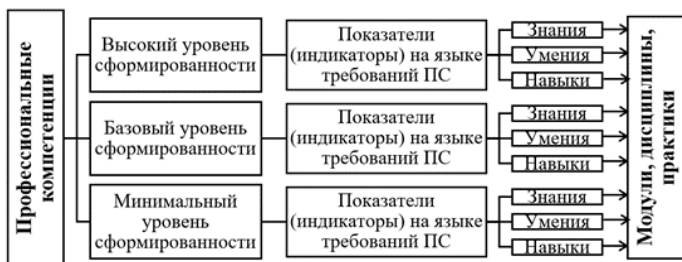 Профессиональные
компетенции
Высокий уровень
сформированности
Показатели
(индикаторы) на языке
требований ПС
Знания
Умения
Навыки
Базовый уровень
сформированности
Показатели
(индикаторы) на языке
требований ПС
Знания
Умения
Навыки
Минимальный
уровень
сформированности
Показатели
(индикаторы) на языке
требований ПС
Знания
Умения
Навыки
Модули, дисциплины,
практики